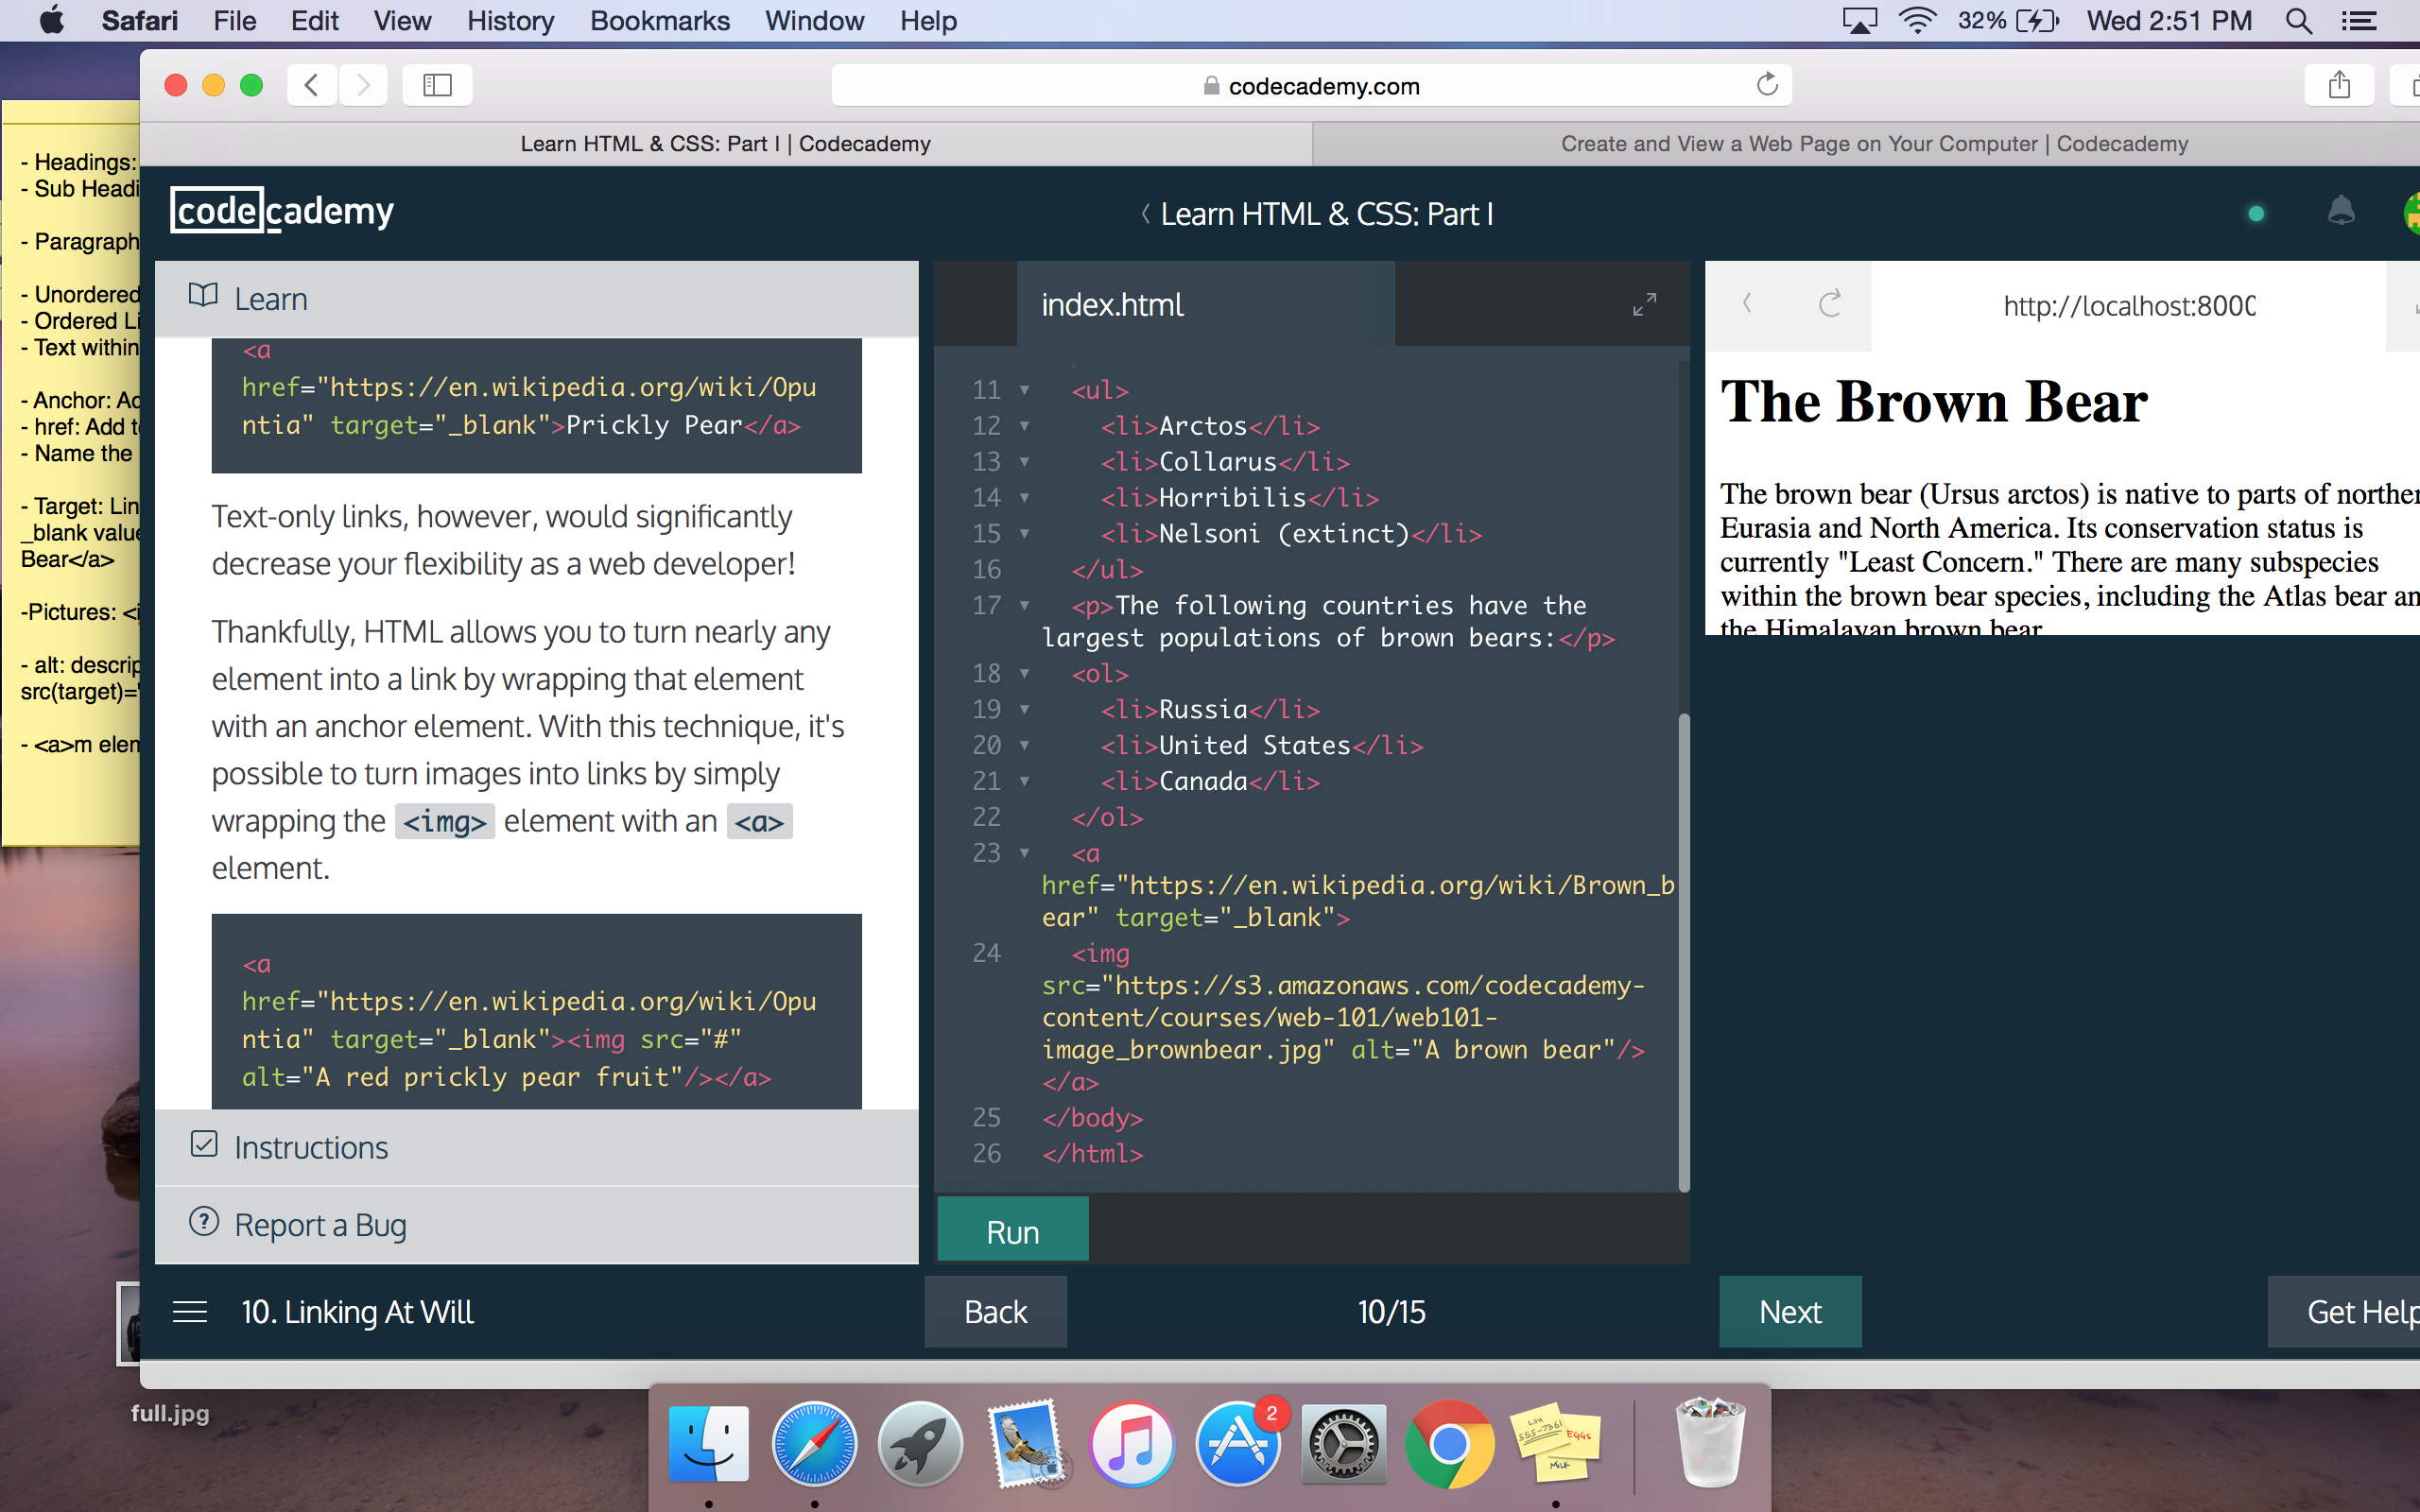 Safari File Edit View History Bookmarks Window Help 32% Wed 2:51 PM
codecademy.com
Learn HTML & CSS: Part I | Codecademy
Create and View a Web Page on Your Computer | Codecademy
- Headings:
- Sub Headi
- Paragraph
- Unordered
- Ordered Li
- Text within
- Anchor: Ad
- href: Add t
- Name the
- Target: Lin
_blank value
Bear</a>
-Pictures: <i
- alt: descrip
src(target)="
- <a>m elem
codecademy
Learn HTML & CSS: Part I
Learn
<a
href="https://en.wikipedia.org/wiki/Opu
ntia" target="_blank">Prickly Pear</a>
Text-only links, however, would significantly
decrease your flexibility as a web developer!
Thankfully, HTML allows you to turn nearly any
element into a link by wrapping that element
with an anchor element. With this technique, it's
possible to turn images into links by simply
wrapping the <img> element with an <a>
element.
<a
href="https://en.wikipedia.org/wiki/Opu
ntia" target="_blank"><img src="#"
alt="A red prickly pear fruit"/></a>
Instructions
Report a Bug
index.html
11 <ul>
12 <li>Arctos</li>
13 <li>Collarus</li>
14 <li>Horribilis</li>
15 <li>Nelsoni (extinct)</li>
16 </ul>
17 <p>The following countries have the
largest populations of brown bears:</p>
18 <ol>
19 <li>Russia</li>
20 <li>United States</li>
21 <li>Canada</li>
22 </ol>
23 <a
href="https://en.wikipedia.org/wiki/Brown_b
ear" target="_blank">
24 <img
src="https://s3.amazonaws.com/codecademy-
content/courses/web-101/web101-
image_brownbear.jpg" alt="A brown bear"/>
</a>
25 </body>
26 </html>
Run
http://localhost:8000
The Brown Bear
The brown bear (Ursus arctos) is native to parts of norther
Eurasia and North America. Its conservation status is
currently "Least Concern." There are many subspecies
within the brown bear species, including the Atlas bear an
the Himalayan brown bear
10. Linking At Will
Back
10/15
Next
Get Help
full.jpg
2
LOU
555-7361
EGGS
MILK